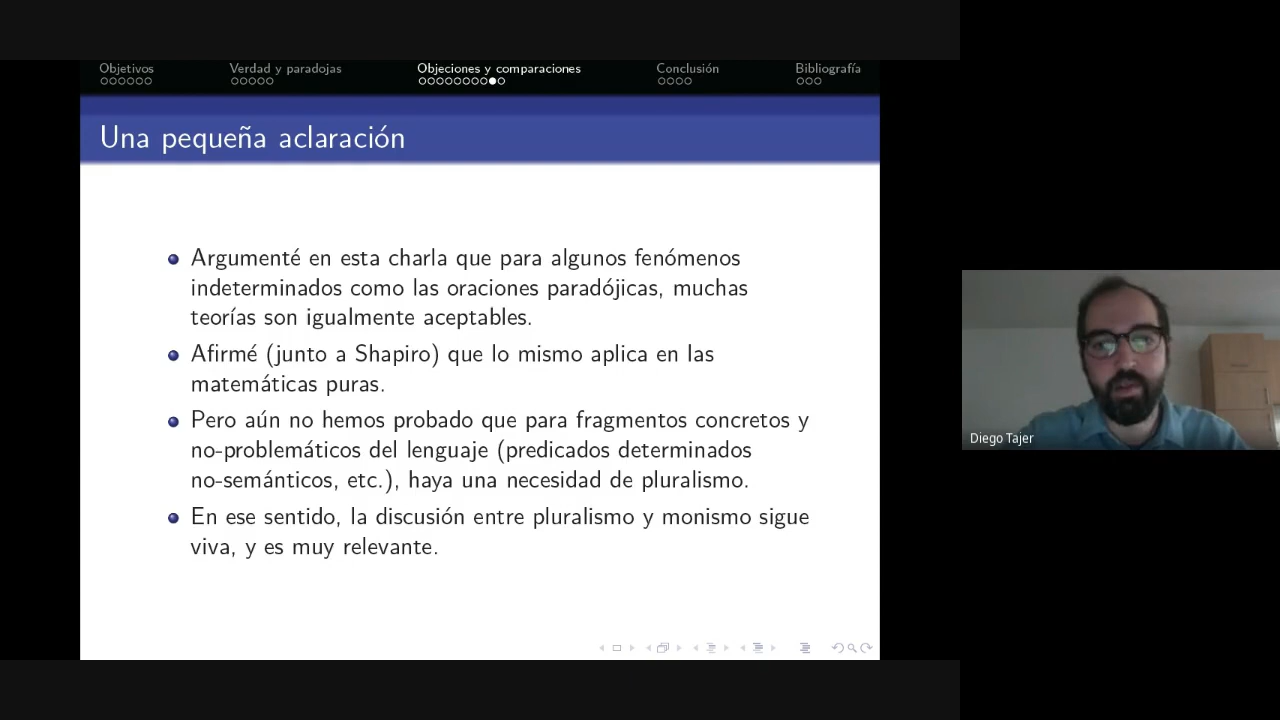 Objetivos
Verdad y paradojas
Objeciones y comparaciones
Conclusión
Bibliografía
Una pequeña aclaración
Argumenté en esta charla que para algunos fenómenos
indeterminados como las oraciones paradójicas, muchas
teorías son igualmente aceptables.
Afirmé (junto a Shapiro) que lo mismo aplica en las
matemáticas puras.
Pero aún no hemos probado que para fragmentos concretos y
no-problemáticos del lenguaje (predicados determinados
no-semánticos, etc.), haya una necesidad de pluralismo.
En ese sentido, la discusión entre pluralismo y monismo sigue
viva, y es muy relevante.
Diego Tajer